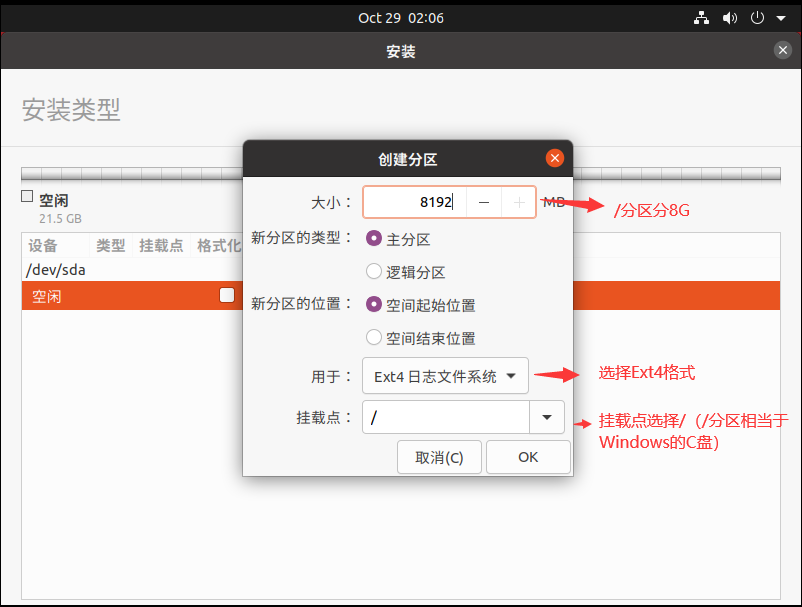 Oct 29 02:06
安装
安装类型
空闲
21.5 GB
设备 类型 挂载点 格式化
/dev/sda
空闲
创建分区
大小： 8192 MB
新分区的类型： 主分区
逻辑分区
新分区的位置： 空间起始位置
空间结束位置
用于： Ext4 日志文件系统
挂载点： /
取消(C) OK
/分区分8G
选择Ext4格式
挂载点选择/（/分区相当于
Windows的C盘）